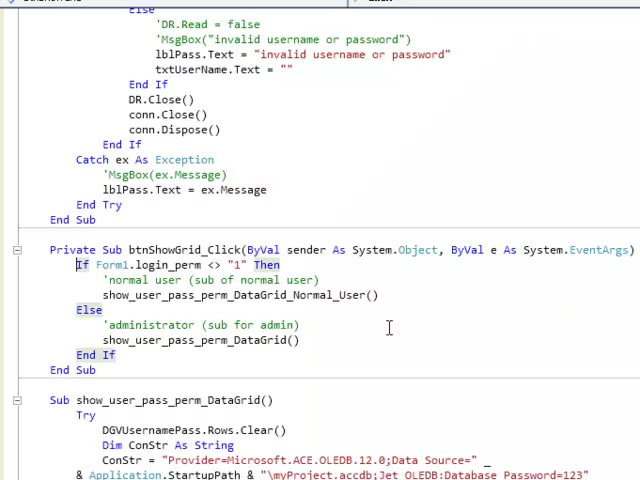 Else
'DR.Read = false
'MsgBox("invalid username or password")
lblPass.Text = "invalid username or password"
txtUserName.Text = ""
End If
DR.Close()
conn.Close()
conn.Dispose()
End If
Catch ex As Exception
'MsgBox(ex.Message)
lblPass.Text = ex.Message
End Try
End Sub
Private Sub btnShowGrid_Click(ByVal sender As System.Object, ByVal e As System.EventArgs)
If Form1.login_perm <> "1" Then
'normal user (sub of normal user)
show_user_pass_perm_DataGrid_Normal_User()
Else
'administrator (sub for admin)
show_user_pass_perm_DataGrid()
End If
End Sub
Sub show_user_pass_perm_DataGrid()
Try
DGVUsernamePass.Rows.Clear()
Dim ConStr As String
ConStr = "Provider=Microsoft.ACE.OLEDB.12.0;Data Source=" _
& Application.StartupPath & "\myProject.accdb;Jet OLEDB:Database Password=123"